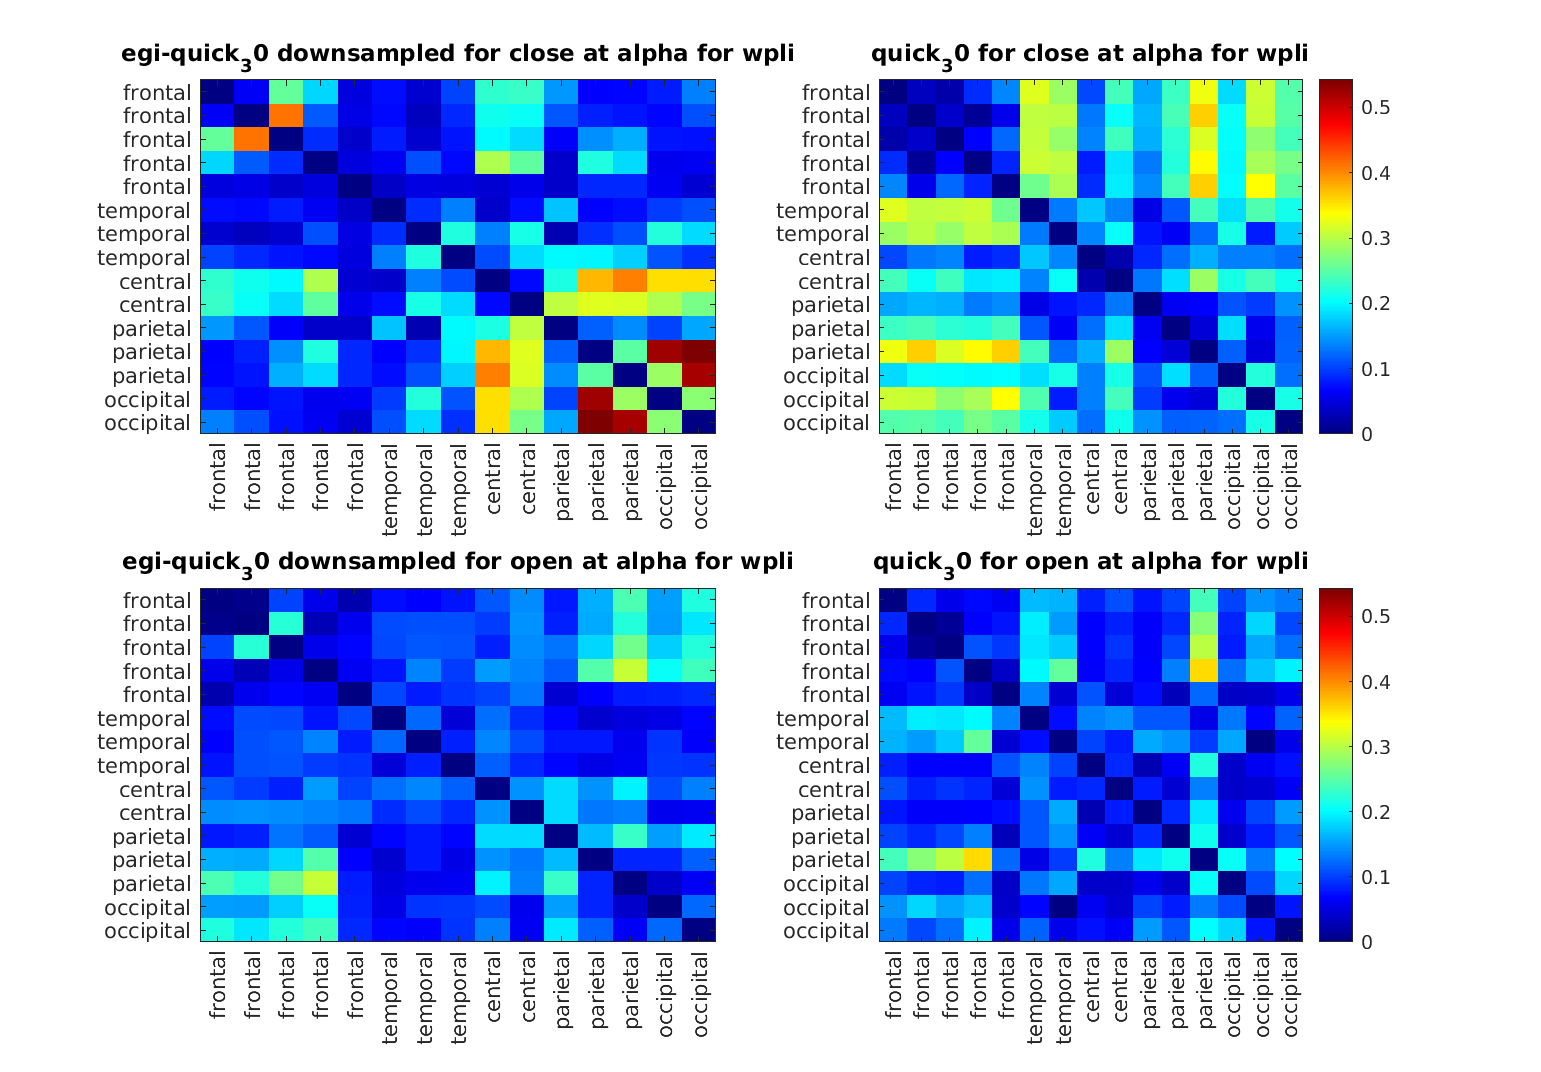 egi-quick₃0 downsampled for close at alpha for wpli
frontal
frontal
frontal
frontal
frontal
temporal
temporal
temporal
central
central
parietal
parietal
parietal
occipital
occipital
frontal
frontal
frontal
frontal
frontal
temporal
temporal
temporal
central
central
parietal
parietal
parietal
occipital
occipital
quick₃0 for close at alpha for wpli
frontal
frontal
frontal
frontal
frontal
temporal
temporal
central
central
parietal
parietal
parietal
occipital
occipital
occipital
frontal
frontal
frontal
frontal
frontal
temporal
temporal
central
central
parietal
parietal
parietal
occipital
occipital
occipital
0.5
0.4
0.3
0.2
0.1
0
egi-quick₃0 downsampled for open at alpha for wpli
frontal
frontal
frontal
frontal
frontal
temporal
temporal
temporal
central
central
parietal
parietal
parietal
occipital
occipital
frontal
frontal
frontal
frontal
frontal
temporal
temporal
temporal
central
central
parietal
parietal
parietal
occipital
occipital
quick₃0 for open at alpha for wpli
frontal
frontal
frontal
frontal
frontal
temporal
temporal
central
central
parietal
parietal
parietal
occipital
occipital
occipital
frontal
frontal
frontal
frontal
frontal
temporal
temporal
central
central
parietal
parietal
parietal
occipital
occipital
occipital
0.5
0.4
0.3
0.2
0.1
0